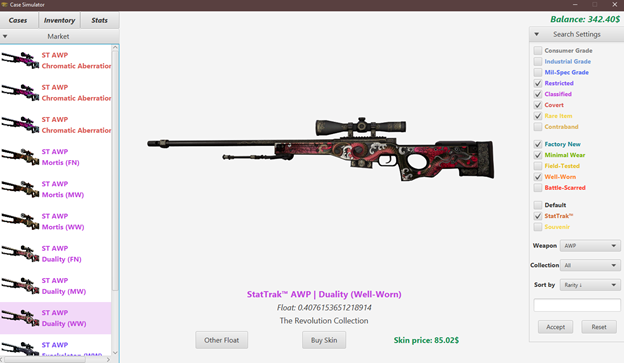 Case Simulator
Cases Inventory Stats
Balance: 342.40$
Market
ST AWP
Chromatic Aberration
ST AWP
Chromatic Aberration
ST AWP
Chromatic Aberration
ST AWP
Mortis (FN)
ST AWP
Mortis (MW)
ST AWP
Mortis (WW)
ST AWP
Duality (FN)
ST AWP
Duality (MW)
ST AWP
Duality (WW)
ST AWP
StatTrak™ AWP | Duality (Well-Worn)
Float: 0.4076153651218914
The Revolution Collection
Other Float
Buy Skin
Skin price: 85.02$
Search Settings
Consumer Grade
Industrial Grade
Mil-Spec Grade
Restricted
Classified
Covert
Rare Item
Contraband
Factory New
Minimal Wear
Field-Tested
Well-Worn
Battle-Scarred
Default
StatTrak™
Souvenir
Weapon AWP
Collection All
Sort by Rarity ↓
Accept Reset